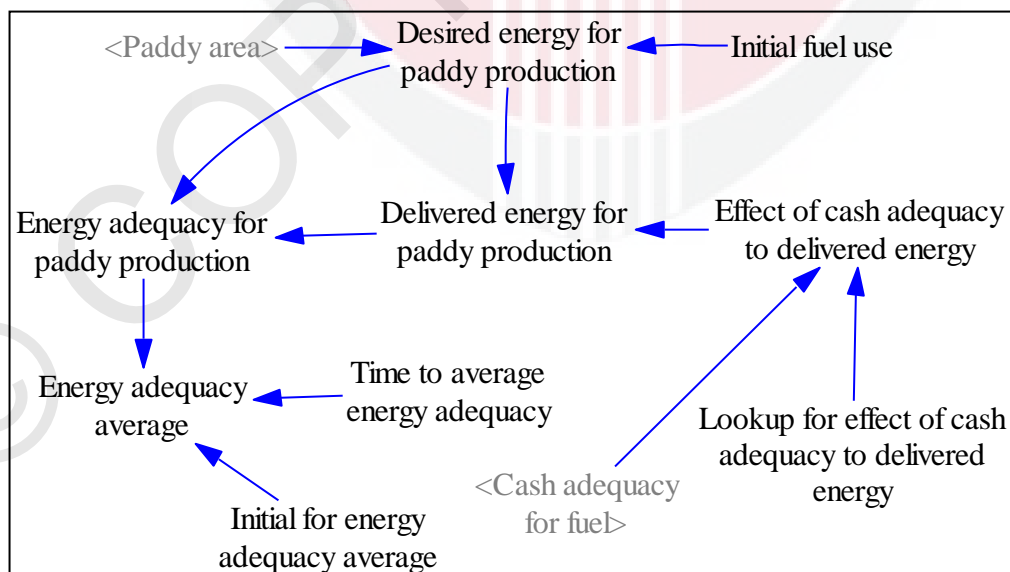 <Paddy area>
Desired energy for
paddy production
Initial fuel use
Energy adequacy for
paddy production
Delivered energy for
paddy production
Effect of cash adequacy
to delivered energy
Energy adequacy
average
Time to average
energy adequacy
Lookup for effect of cash
adequacy to delivered
energy
<Cash adequacy
for fuel>
Initial for energy
adequacy average
© COP